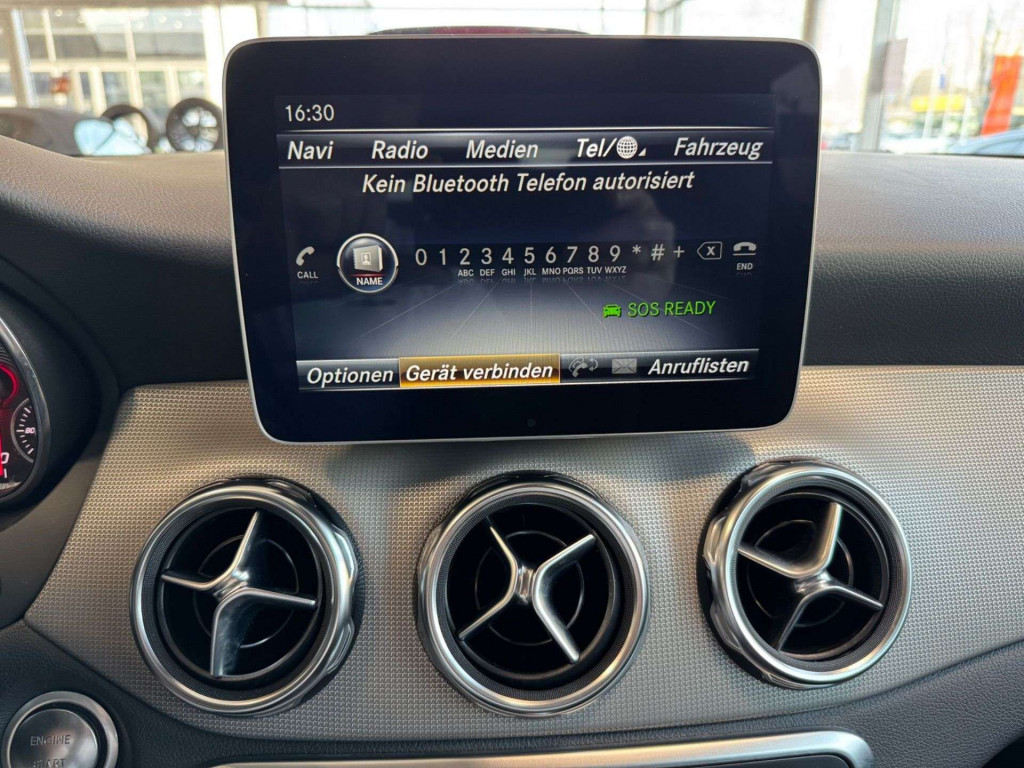 16:30
Navi Radio Medien Tel/ Fahrzeug
Kein Bluetooth Telefon autorisiert
CALL NAME 0 1 2 3 4 5 6 7 8 9 * # + X END
ABC DEF GHI JKL MNO PQRS TUV WXYZ
SOS READY
Optionen Gerät verbinden Anruflisten
80
ENGINE
START